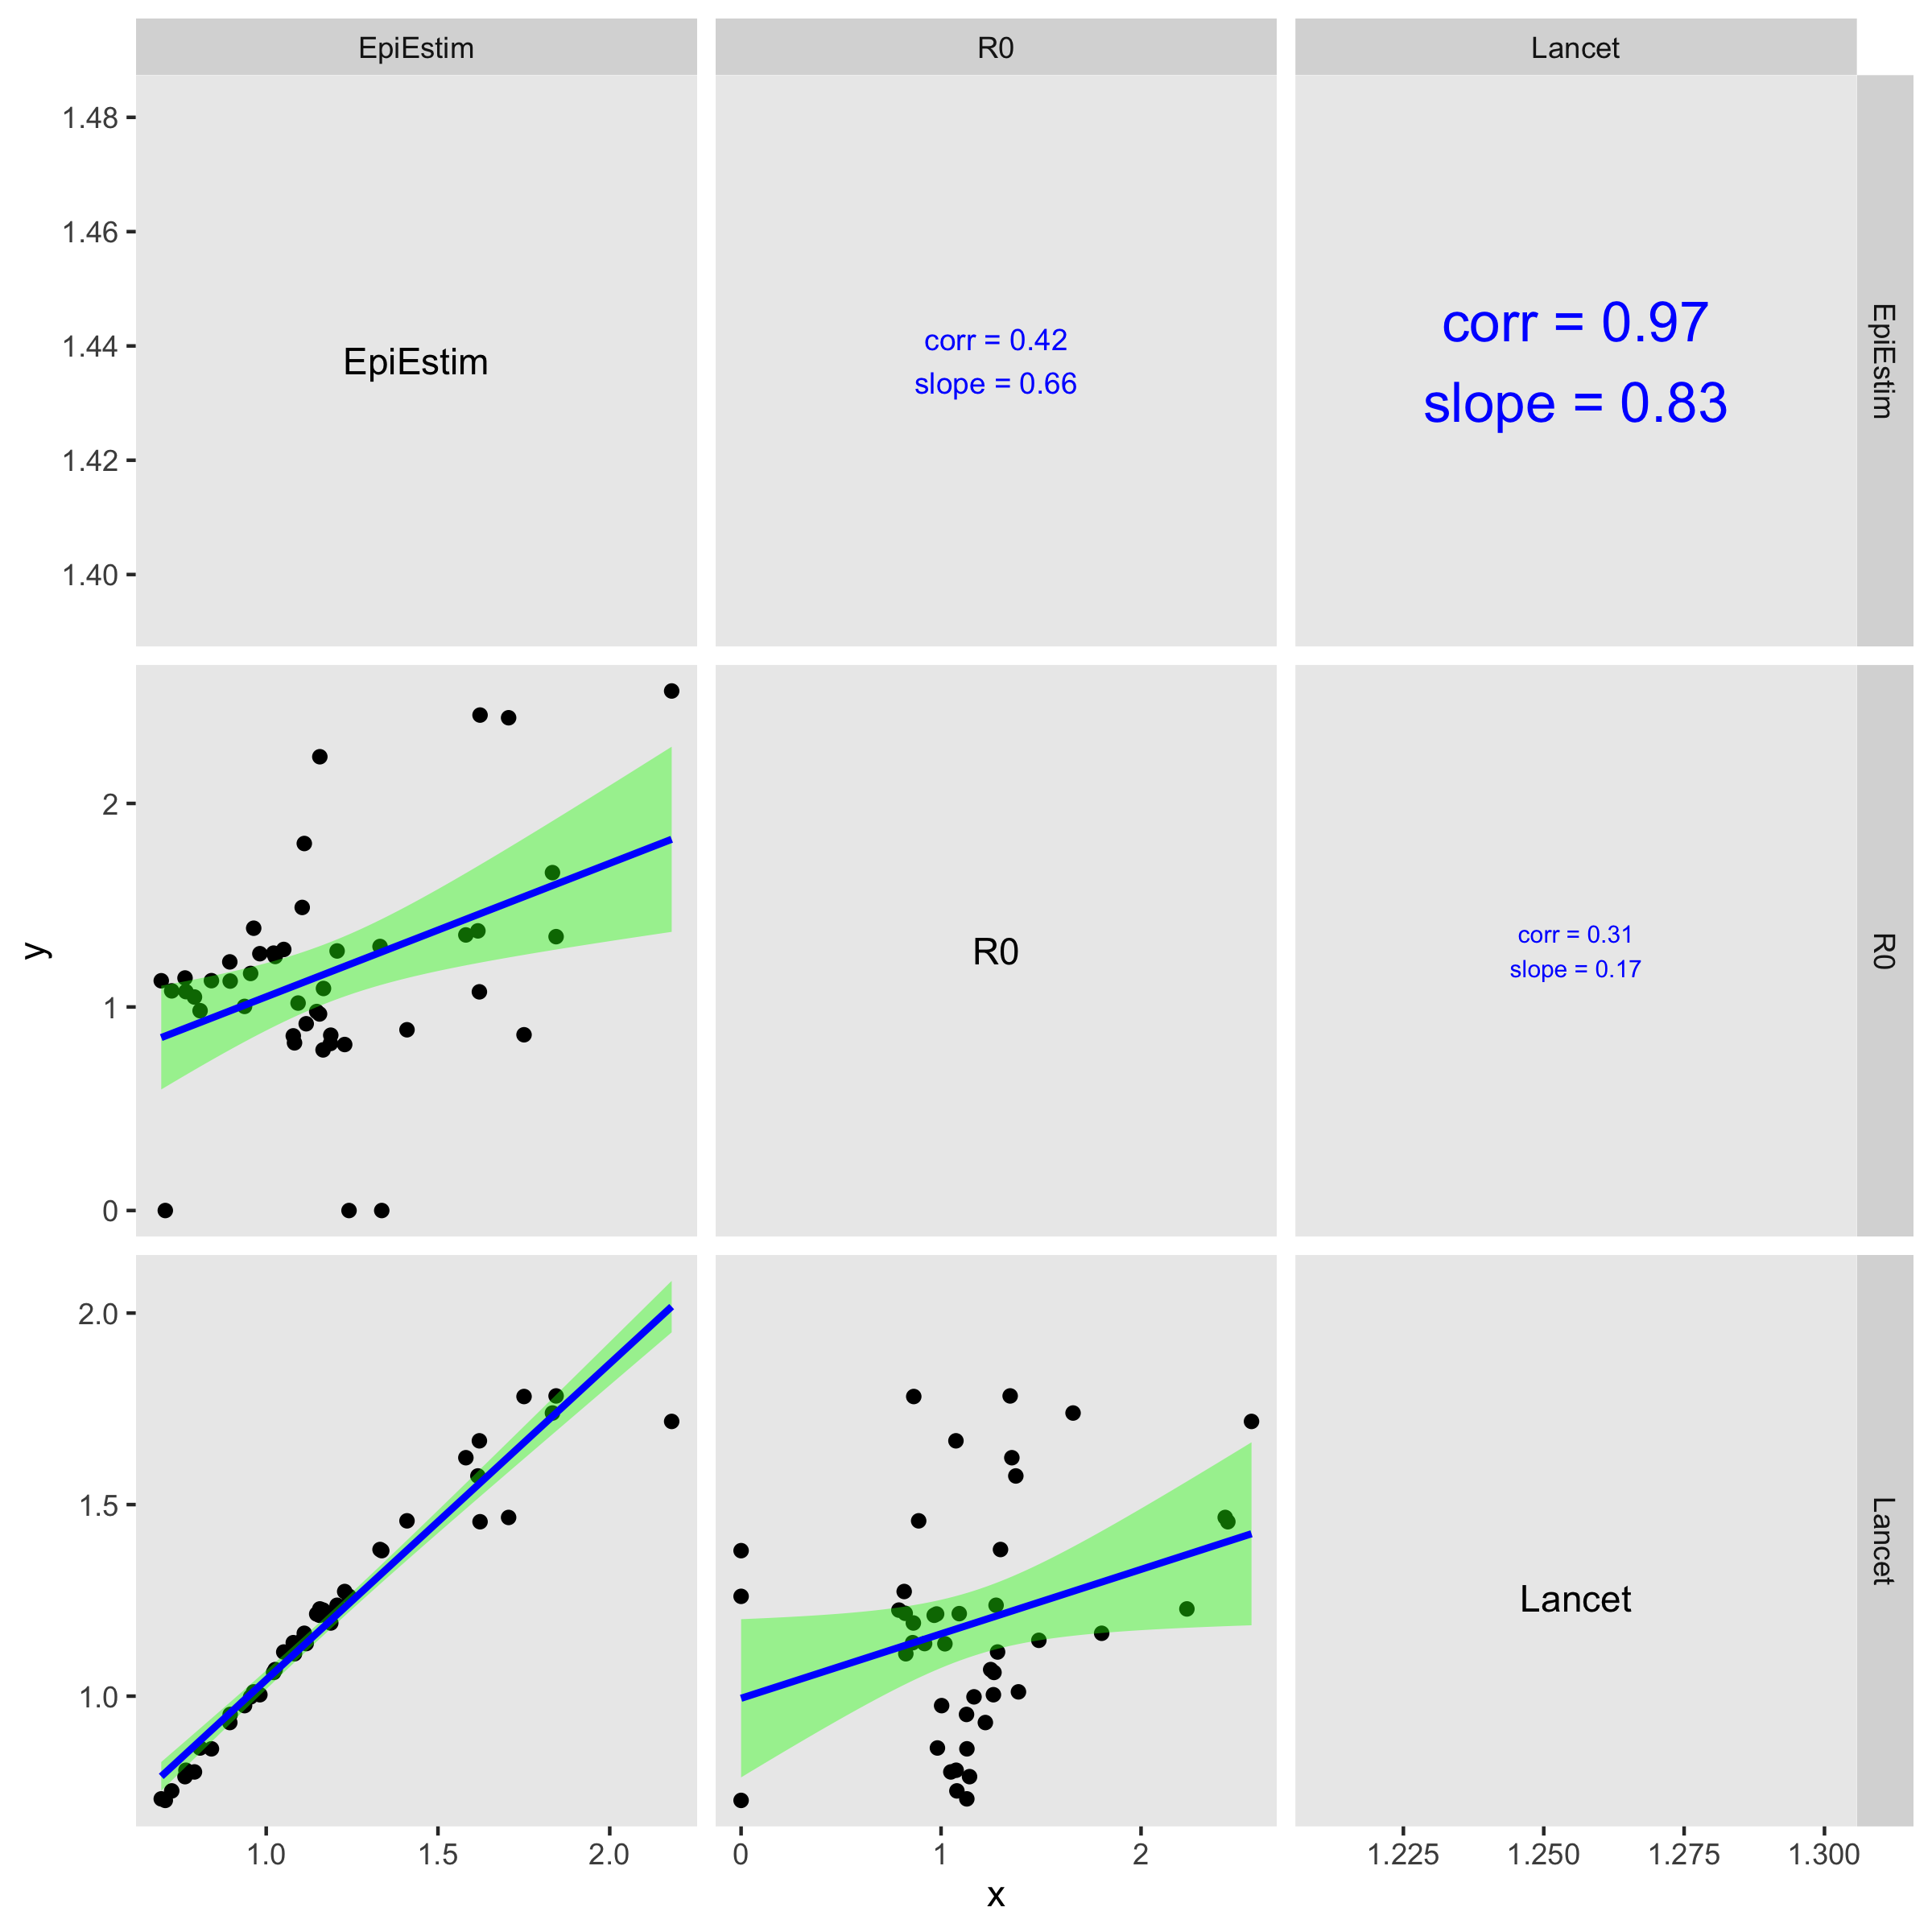 EpiEstim
R0
Lancet
1.48
1.46
1.44
1.42
1.40
EpiEstim
corr = 0.42
slope = 0.66
corr = 0.97
slope = 0.83
EpiEstim
y
2
1
0
R0
corr = 0.31
slope = 0.17
R0
2.0
1.5
1.0
Lancet
Lancet
1.0 1.5 2.0
0 1 2
1.225 1.250 1.275 1.300
x